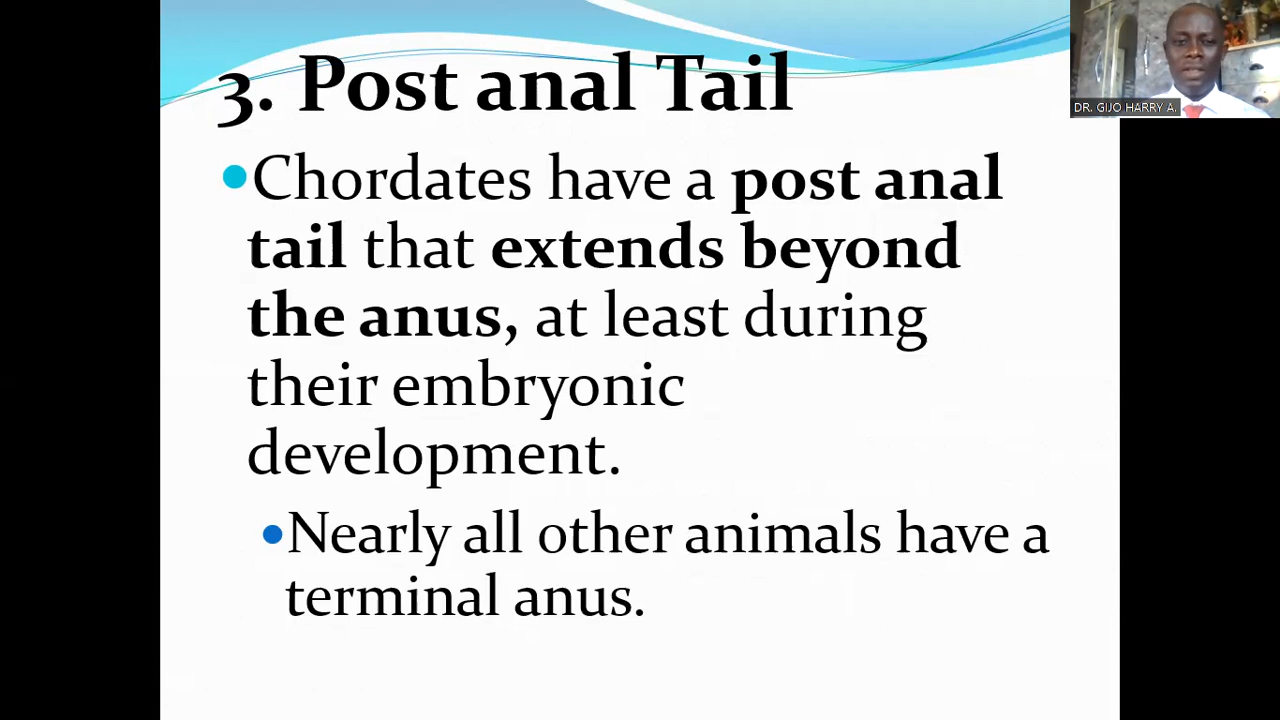 3. Post anal Tail
DR. GIJO HARRY A.
•Chordates have a post anal
tail that extends beyond
the anus, at least during
their embryonic
development.
•Nearly all other animals have a
terminal anus.